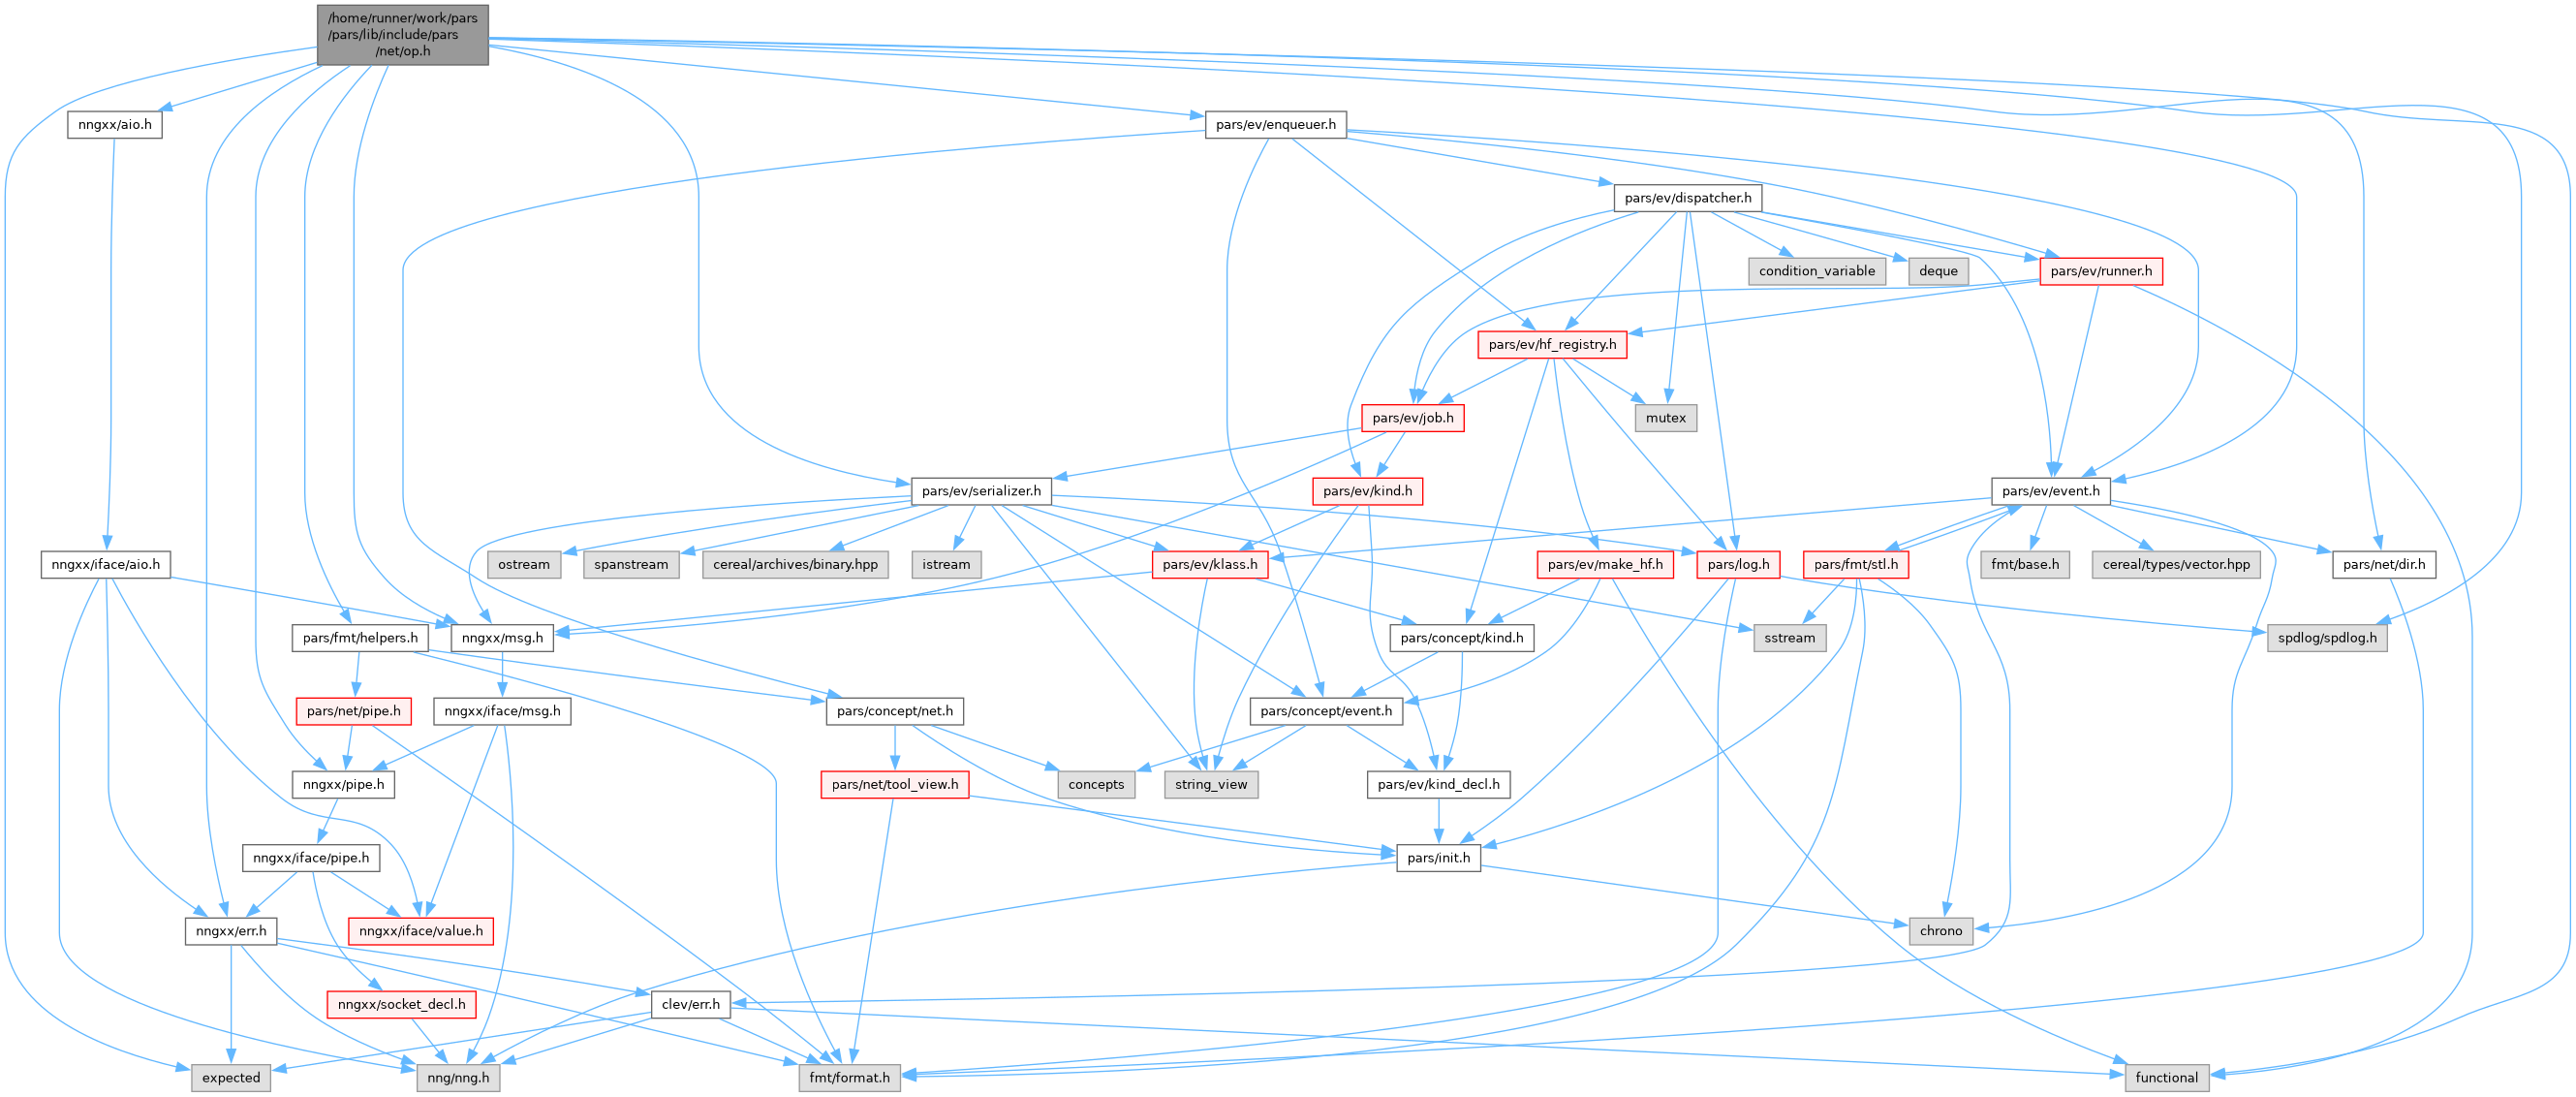 /home/runner/work/pars
/pars/lib/include/pars
/net/op.h
nngxx/aio.h
pars/ev/enqueuer.h
pars/ev/dispatcher.h
condition_variable
deque
pars/ev/runner.h
pars/ev/hf_registry.h
pars/ev/job.h
mutex
pars/ev/serializer.h
pars/ev/kind.h
pars/ev/event.h
nngxx/iface/aio.h
ostream
spanstream
cereal/archives/binary.hpp
istream
pars/ev/klass.h
pars/ev/make_hf.h
pars/log.h
pars/fmt/stl.h
fmt/base.h
cereal/types/vector.hpp
pars/net/dir.h
pars/fmt/helpers.h
nngxx/msg.h
pars/concept/kind.h
sstream
spdlog/spdlog.h
pars/net/pipe.h
nngxx/iface/msg.h
pars/concept/net.h
pars/concept/event.h
nngxx/pipe.h
pars/net/tool_view.h
concepts
string_view
pars/ev/kind_decl.h
nngxx/iface/pipe.h
pars/init.h
nngxx/err.h
nngxx/iface/value.h
chrono
nngxx/socket_decl.h
clev/err.h
expected
nng/nng.h
fmt/format.h
functional